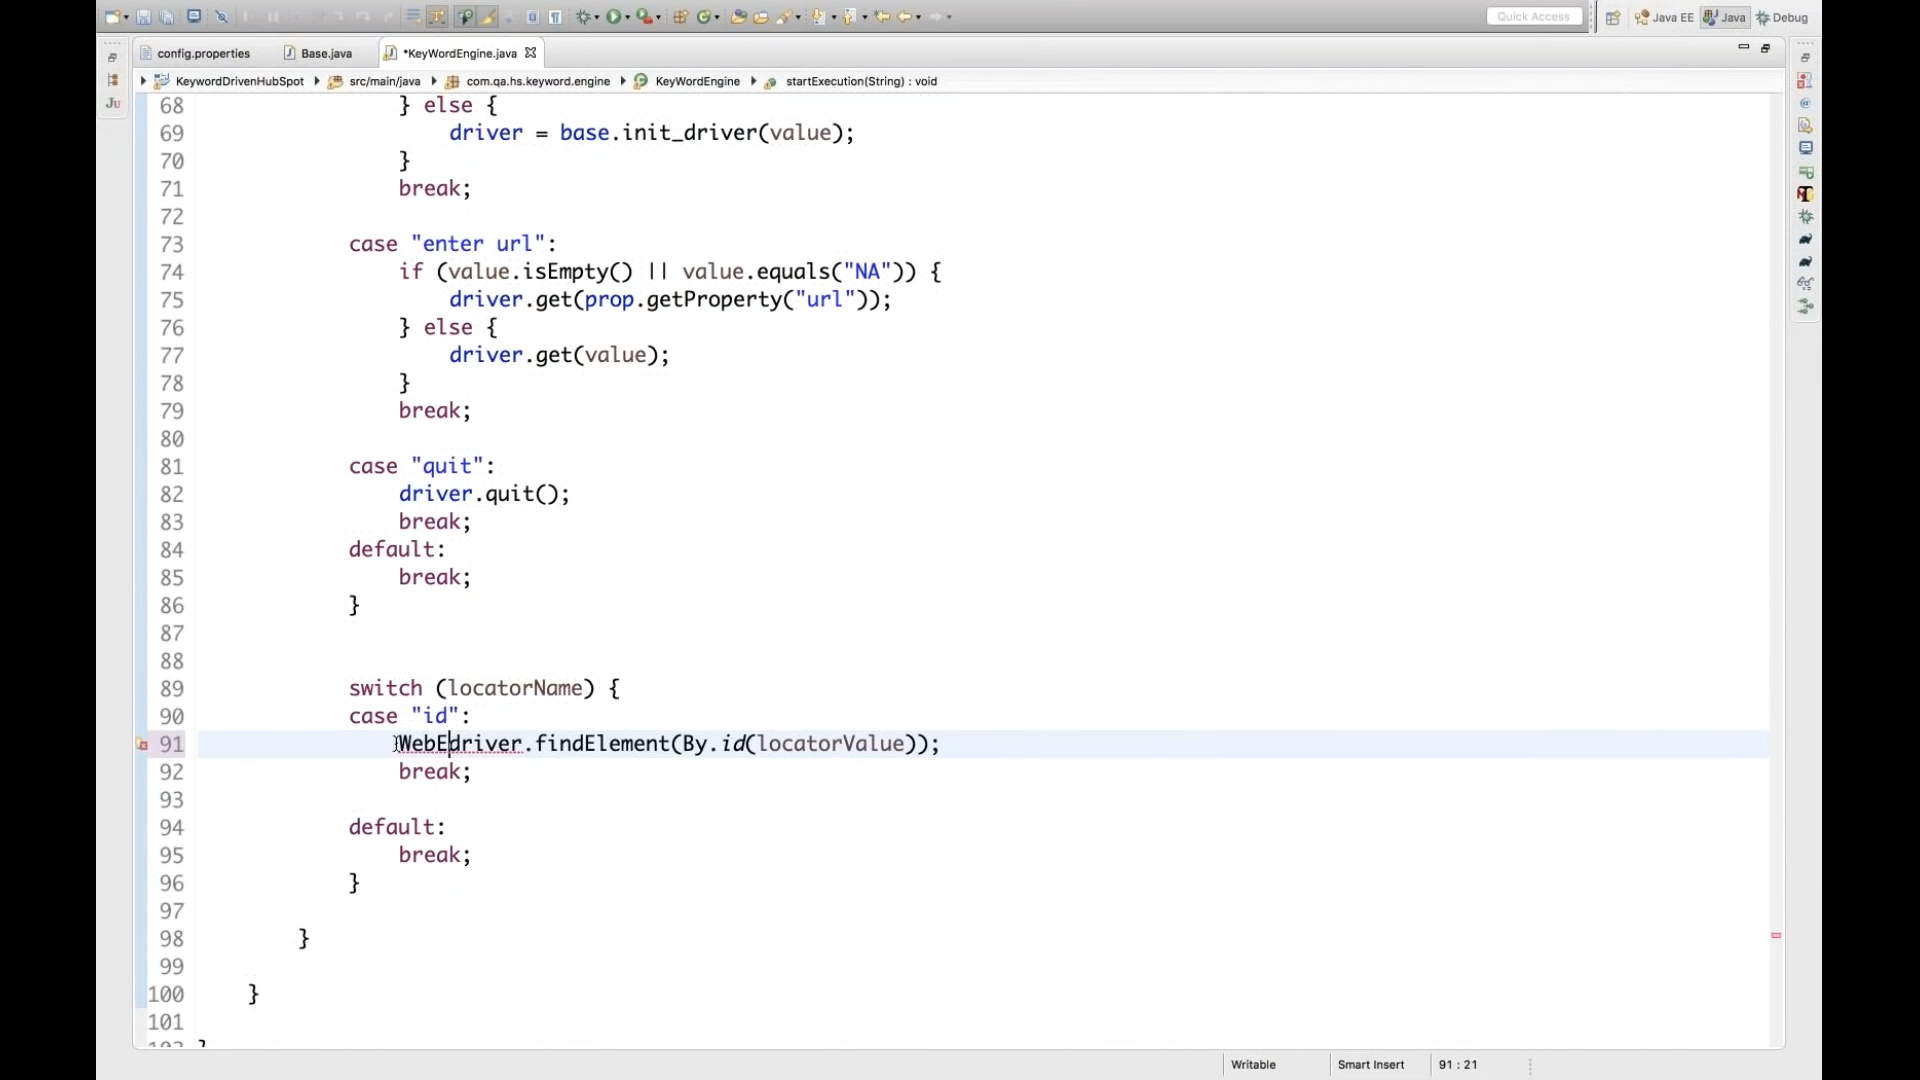 Quick Access
Java EE
Java
Debug
config.properties
Base.java
*KeyWordEngine.java
KeywordDrivenHubSpot
src/main/java
com.qa.hs.keyword.engine
KeyWordEngine
startExecution(String) : void
Ju
68 } else {
69 driver = base.init_driver(value);
70 }
71 break;
72
73 case "enter url":
74 if (value.isEmpty() || value.equals("NA")) {
75 driver.get(prop.getProperty("url"));
76 } else {
77 driver.get(value);
78 }
79 break;
80
81 case "quit":
82 driver.quit();
83 break;
84 default:
85 break;
86 }
87
88
89 switch (locatorName) {
90 case "id":
91 WebEdriver.findElement(By.id(locatorValue));
92 break;
93
94 default:
95 break;
96 }
97
98 }
99
100 }
101
Writable
Smart Insert
91 : 21